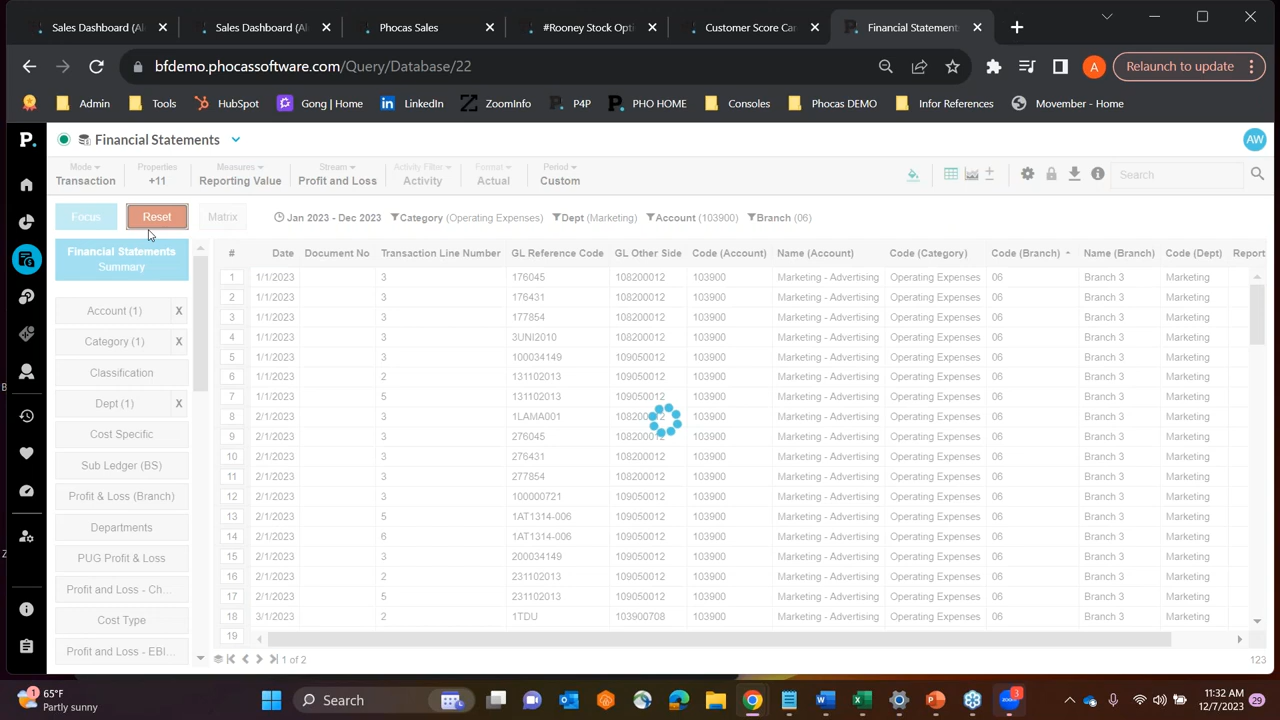 Sales Dashboard (Al
Sales Dashboard (Al
Phocas Sales
#Rooney Stock Opti
Customer Score Car
Financial Statements
bfdemo.phocassoftware.com/Query/Database/22
A
Relaunch to update
Admin
Tools
HubSpot
Gong | Home
LinkedIn
ZoomInfo
P4P
PHO HOME
Consoles
Phocas DEMO
Infor References
Movember - Home
P.
Financial Statements
AW
Mode
Transaction
Properties
+11
Measures
Reporting Value
Stream
Profit and Loss
Activity Filter
Activity
Format
Actual
Period
Custom
Search
Focus
Reset
Matrix
Jan 2023 - Dec 2023
Category (Operating Expenses)
Dept (Marketing)
Account (103900)
Branch (06)
Financial Statements
Summary
Account (1) X
Category (1) X
Classification
Dept (1) X
Cost Specific
Sub Ledger (BS)
Profit & Loss (Branch)
Departments
PUG Profit & Loss
Profit and Loss - Ch...
Cost Type
Profit and Loss - EBI...
# Date Document No Transaction Line Number GL Reference Code GL Other Side Code (Account) Name (Account) Code (Category) Code (Branch) Name (Branch) Code (Dept) Report
1 1/1/2023 3 176045 108200012 103900 Marketing - Advertising Operating Expenses 06 Branch 3 Marketing
2 1/1/2023 3 176431 108200012 103900 Marketing - Advertising Operating Expenses 06 Branch 3 Marketing
3 1/1/2023 3 177854 108200012 103900 Marketing - Advertising Operating Expenses 06 Branch 3 Marketing
4 1/1/2023 3 3UNI2010 108200012 103900 Marketing - Advertising Operating Expenses 06 Branch 3 Marketing
5 1/1/2023 3 100034149 109050012 103900 Marketing - Advertising Operating Expenses 06 Branch 3 Marketing
6 1/1/2023 2 131102013 109050012 103900 Marketing - Advertising Operating Expenses 06 Branch 3 Marketing
7 1/1/2023 5 131102013 109050012 103900 Marketing - Advertising Operating Expenses 06 Branch 3 Marketing
8 2/1/2023 3 1LAMA001 108200012 103900 Marketing - Advertising Operating Expenses 06 Branch 3 Marketing
9 2/1/2023 3 276045 108200012 103900 Marketing - Advertising Operating Expenses 06 Branch 3 Marketing
10 2/1/2023 3 276431 108200012 103900 Marketing - Advertising Operating Expenses 06 Branch 3 Marketing
11 2/1/2023 3 277854 108200012 103900 Marketing - Advertising Operating Expenses 06 Branch 3 Marketing
12 2/1/2023 3 100000721 109050012 103900 Marketing - Advertising Operating Expenses 06 Branch 3 Marketing
13 2/1/2023 5 1AT1314-006 109050012 103900 Marketing - Advertising Operating Expenses 06 Branch 3 Marketing
14 2/1/2023 6 1AT1314-006 109050012 103900 Marketing - Advertising Operating Expenses 06 Branch 3 Marketing
15 2/1/2023 3 200034149 109050012 103900 Marketing - Advertising Operating Expenses 06 Branch 3 Marketing
16 2/1/2023 2 231102013 109050012 103900 Marketing - Advertising Operating Expenses 06 Branch 3 Marketing
17 2/1/2023 5 231102013 109050012 103900 Marketing - Advertising Operating Expenses 06 Branch 3 Marketing
18 3/1/2023 2 1TDU 103900708 103900 Marketing - Advertising Operating Expenses 06 Branch 3 Marketing
19
1 of 2
123
1
65°F
Partly sunny
Search
3
11:32 AM
12/7/2023
29